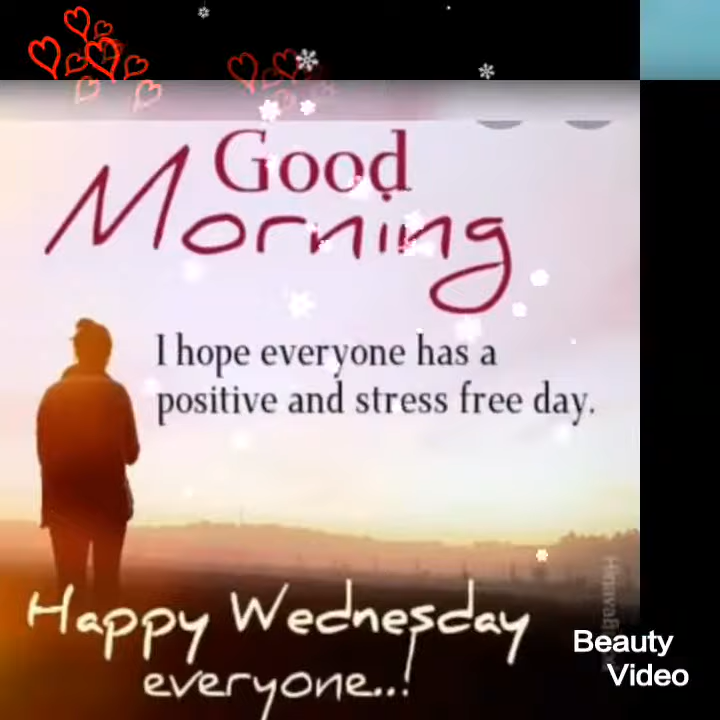 Good
Morning
I hope everyone has a
positive and stress free day.
Happy Wednesday
everyone..!
Beauty
Video